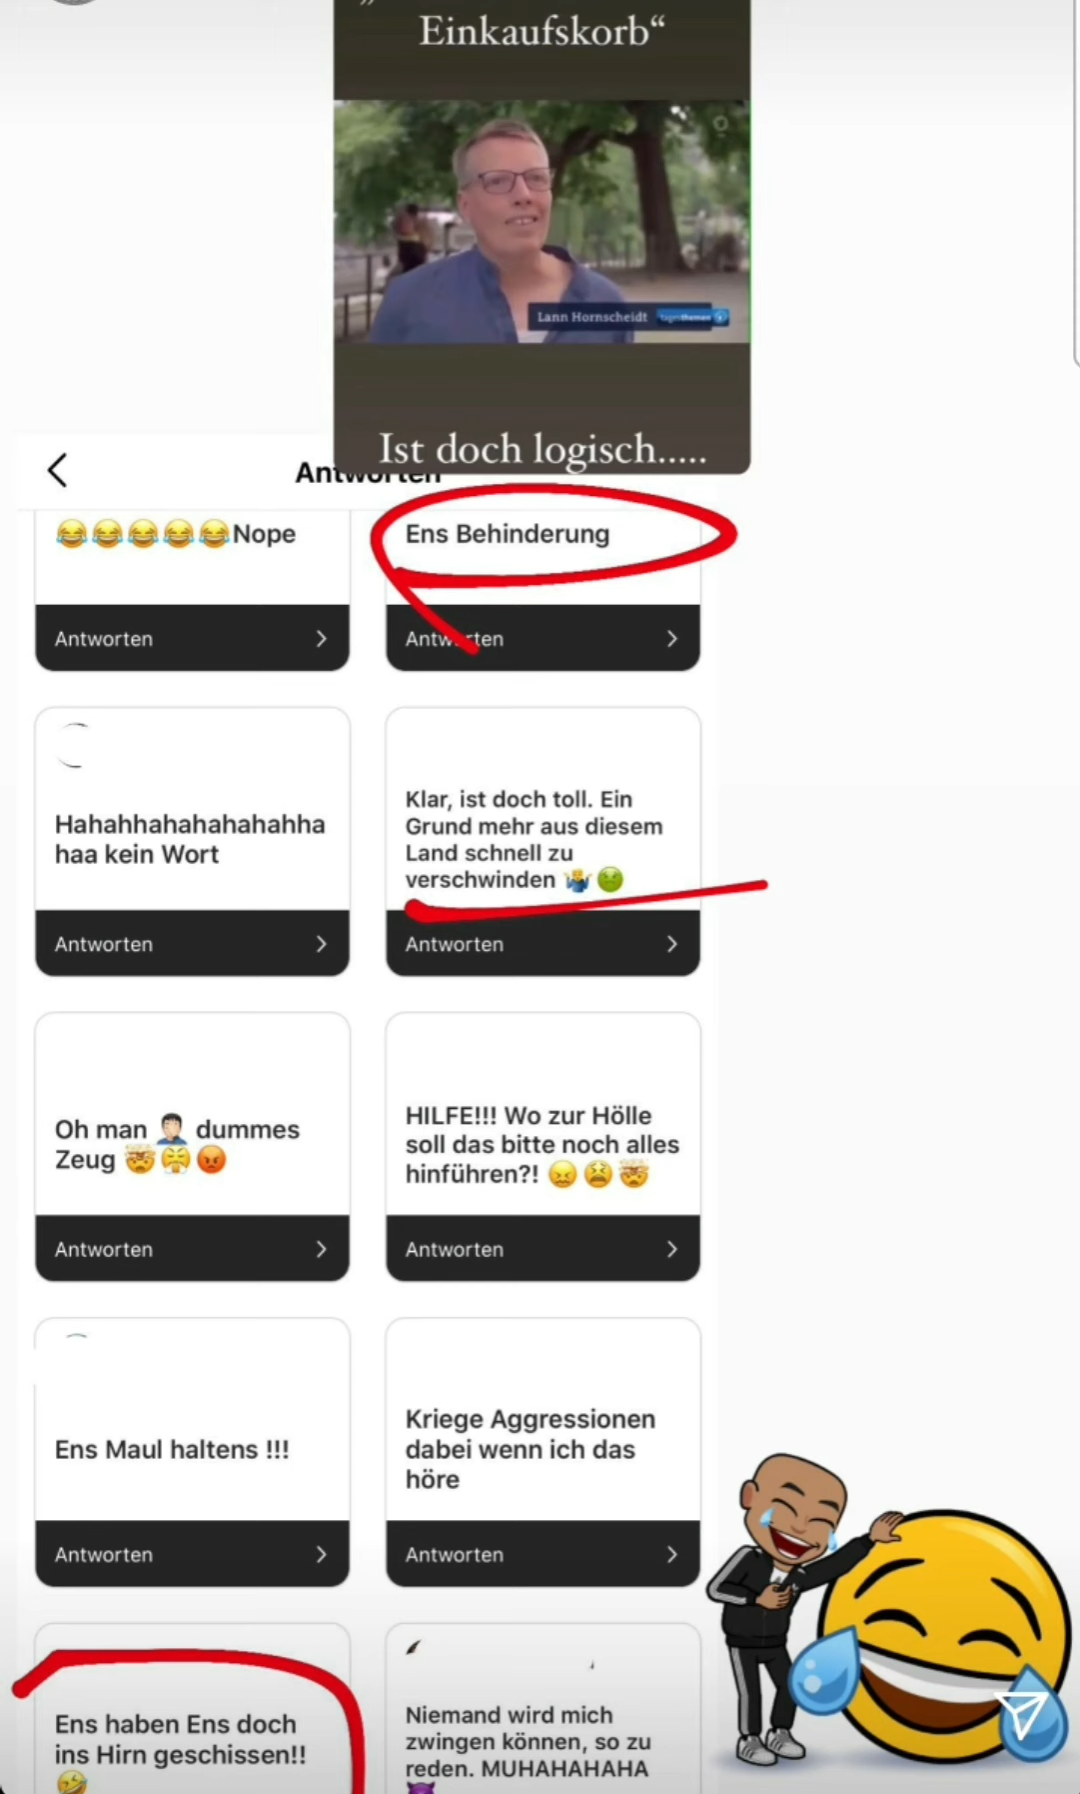 Einkaufskorb“
Lann Hornscheidt tagesthemen
Ist doch logisch.....
Antworten
😂😂😂😂😂Nope
Ens Behinderung
Antworten
Antworten
Hahahhahahahahahha
haa kein Wort
Klar, ist doch toll. Ein
Grund mehr aus diesem
Land schnell zu
verschwinden 🤷‍♂️🤢
Antworten
Antworten
Oh man 🤦🏻‍♂️ dummes
Zeug 🤯😤😡
HILFE!!! Wo zur Hölle
soll das bitte noch alles
hinführen?! 😖😫🤯
Antworten
Antworten
Ens Maul haltens !!!
Kriege Aggressionen
dabei wenn ich das
höre
Antworten
Antworten
Ens haben Ens doch
ins Hirn geschissen!!
🤣
Niemand wird mich
zwingen können, so zu
reden. MUHAHAHAHA
😈